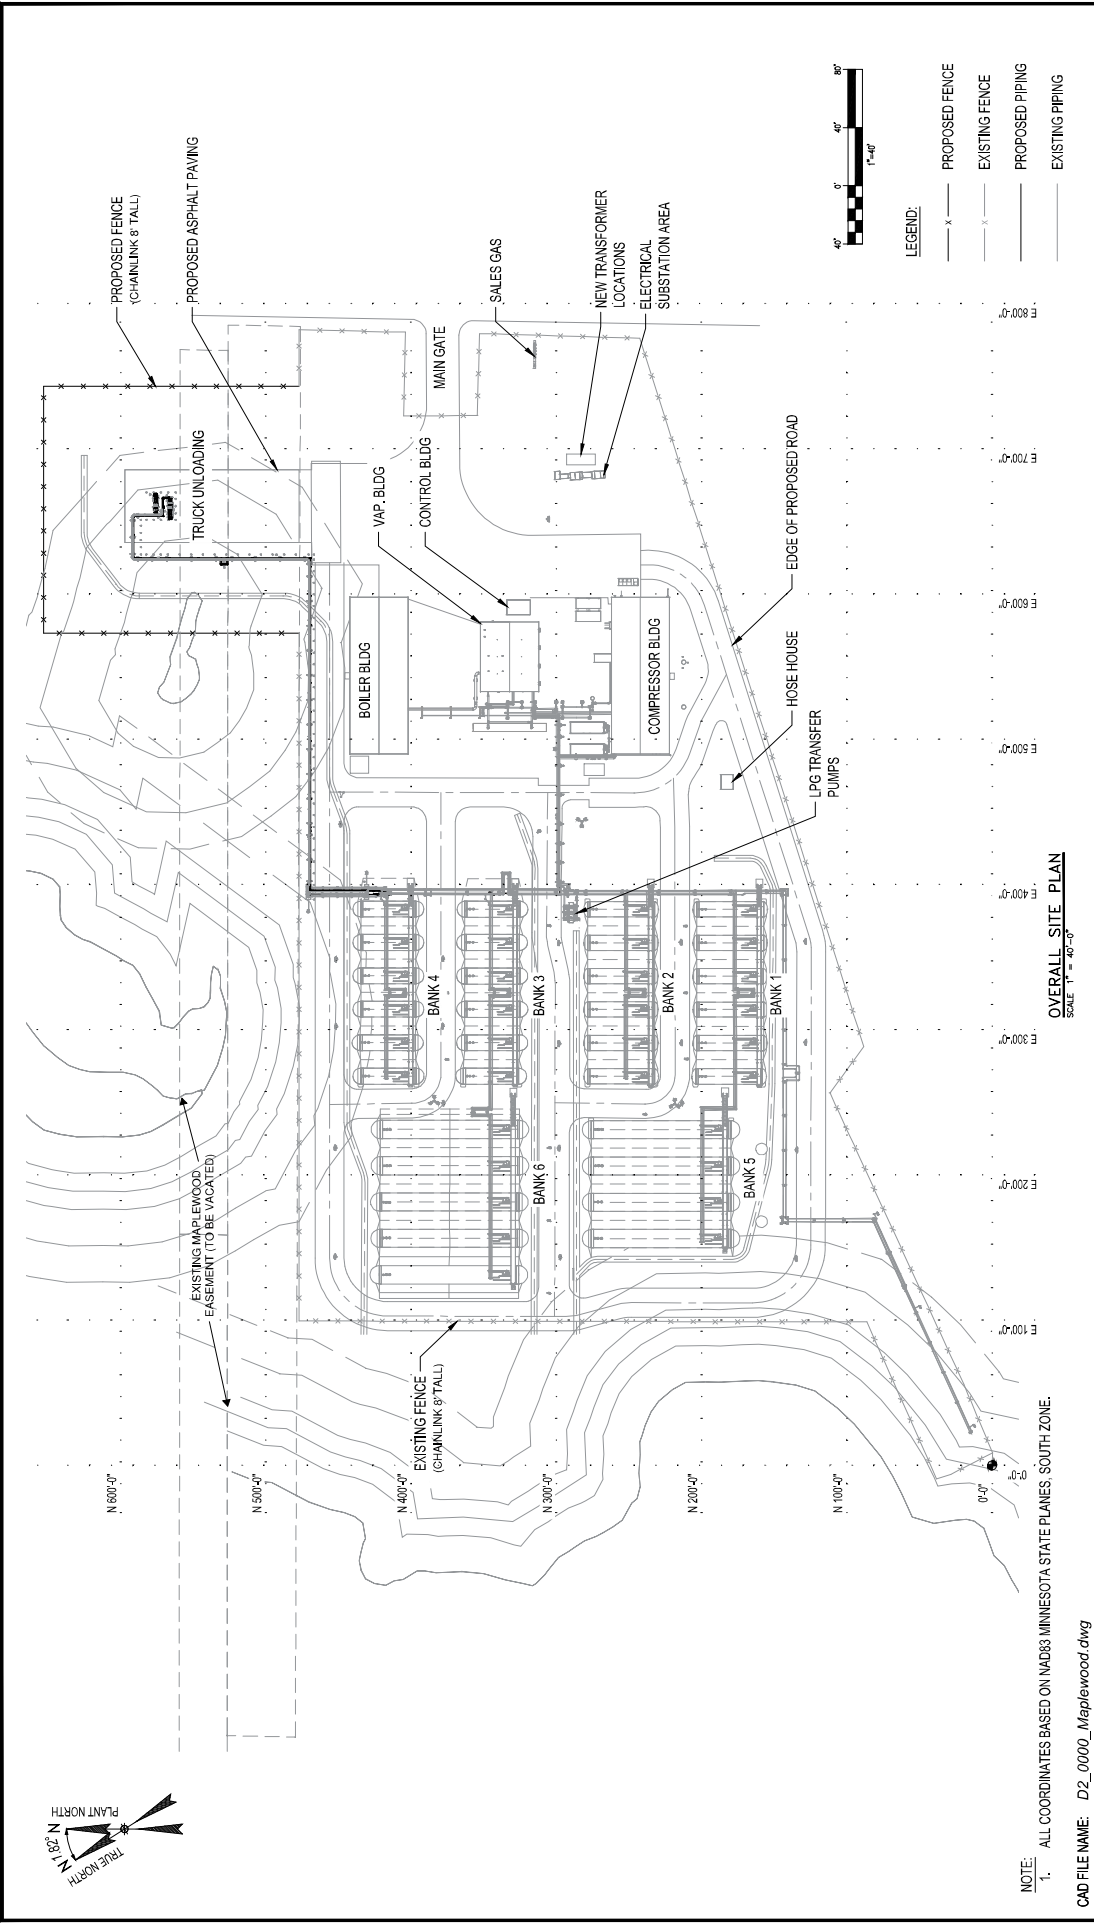 PLANT NORTH
N 1.82° N
TRUE NORTH
PROPOSED FENCE
(CHAINLINK 8' TALL)
PROPOSED ASPHALT PAVING
TRUCK UNLOADING
EXISTING MAPLEWOOD
EASEMENT (TO BE VACATED)
N 600'-0"
N 500'-0"
N 400'-0"
N 300'-0"
N 200'-0"
N 100'-0"
0'-0"
0'-0"
E 100'-0"
E 200'-0"
E 300'-0"
E 400'-0"
E 500'-0"
E 600'-0"
E 700'-0"
E 800'-0"
EXISTING FENCE
(CHAINLINK 8' TALL)
BOILER BLDG
VAP. BLDG
CONTROL BLDG
MAIN GATE
SALES GAS
NEW TRANSFORMER
LOCATIONS
ELECTRICAL
SUBSTATION AREA
COMPRESSOR BLDG
BANK 4
BANK 3
BANK 2
BANK 1
BANK 6
BANK 5
EDGE OF PROPOSED ROAD
HOSE HOUSE
LPG TRANSFER
PUMPS
40'
0'
40'
80'
1"=40'
LEGEND:
PROPOSED FENCE
EXISTING FENCE
PROPOSED PIPING
EXISTING PIPING
OVERALL SITE PLAN
SCALE 1" = 40'-0"
NOTE:
1. ALL COORDINATES BASED ON NAD83 MINNESOTA STATE PLANES, SOUTH ZONE.
CAD FILE NAME: D2_0000_Maplewood.dwg